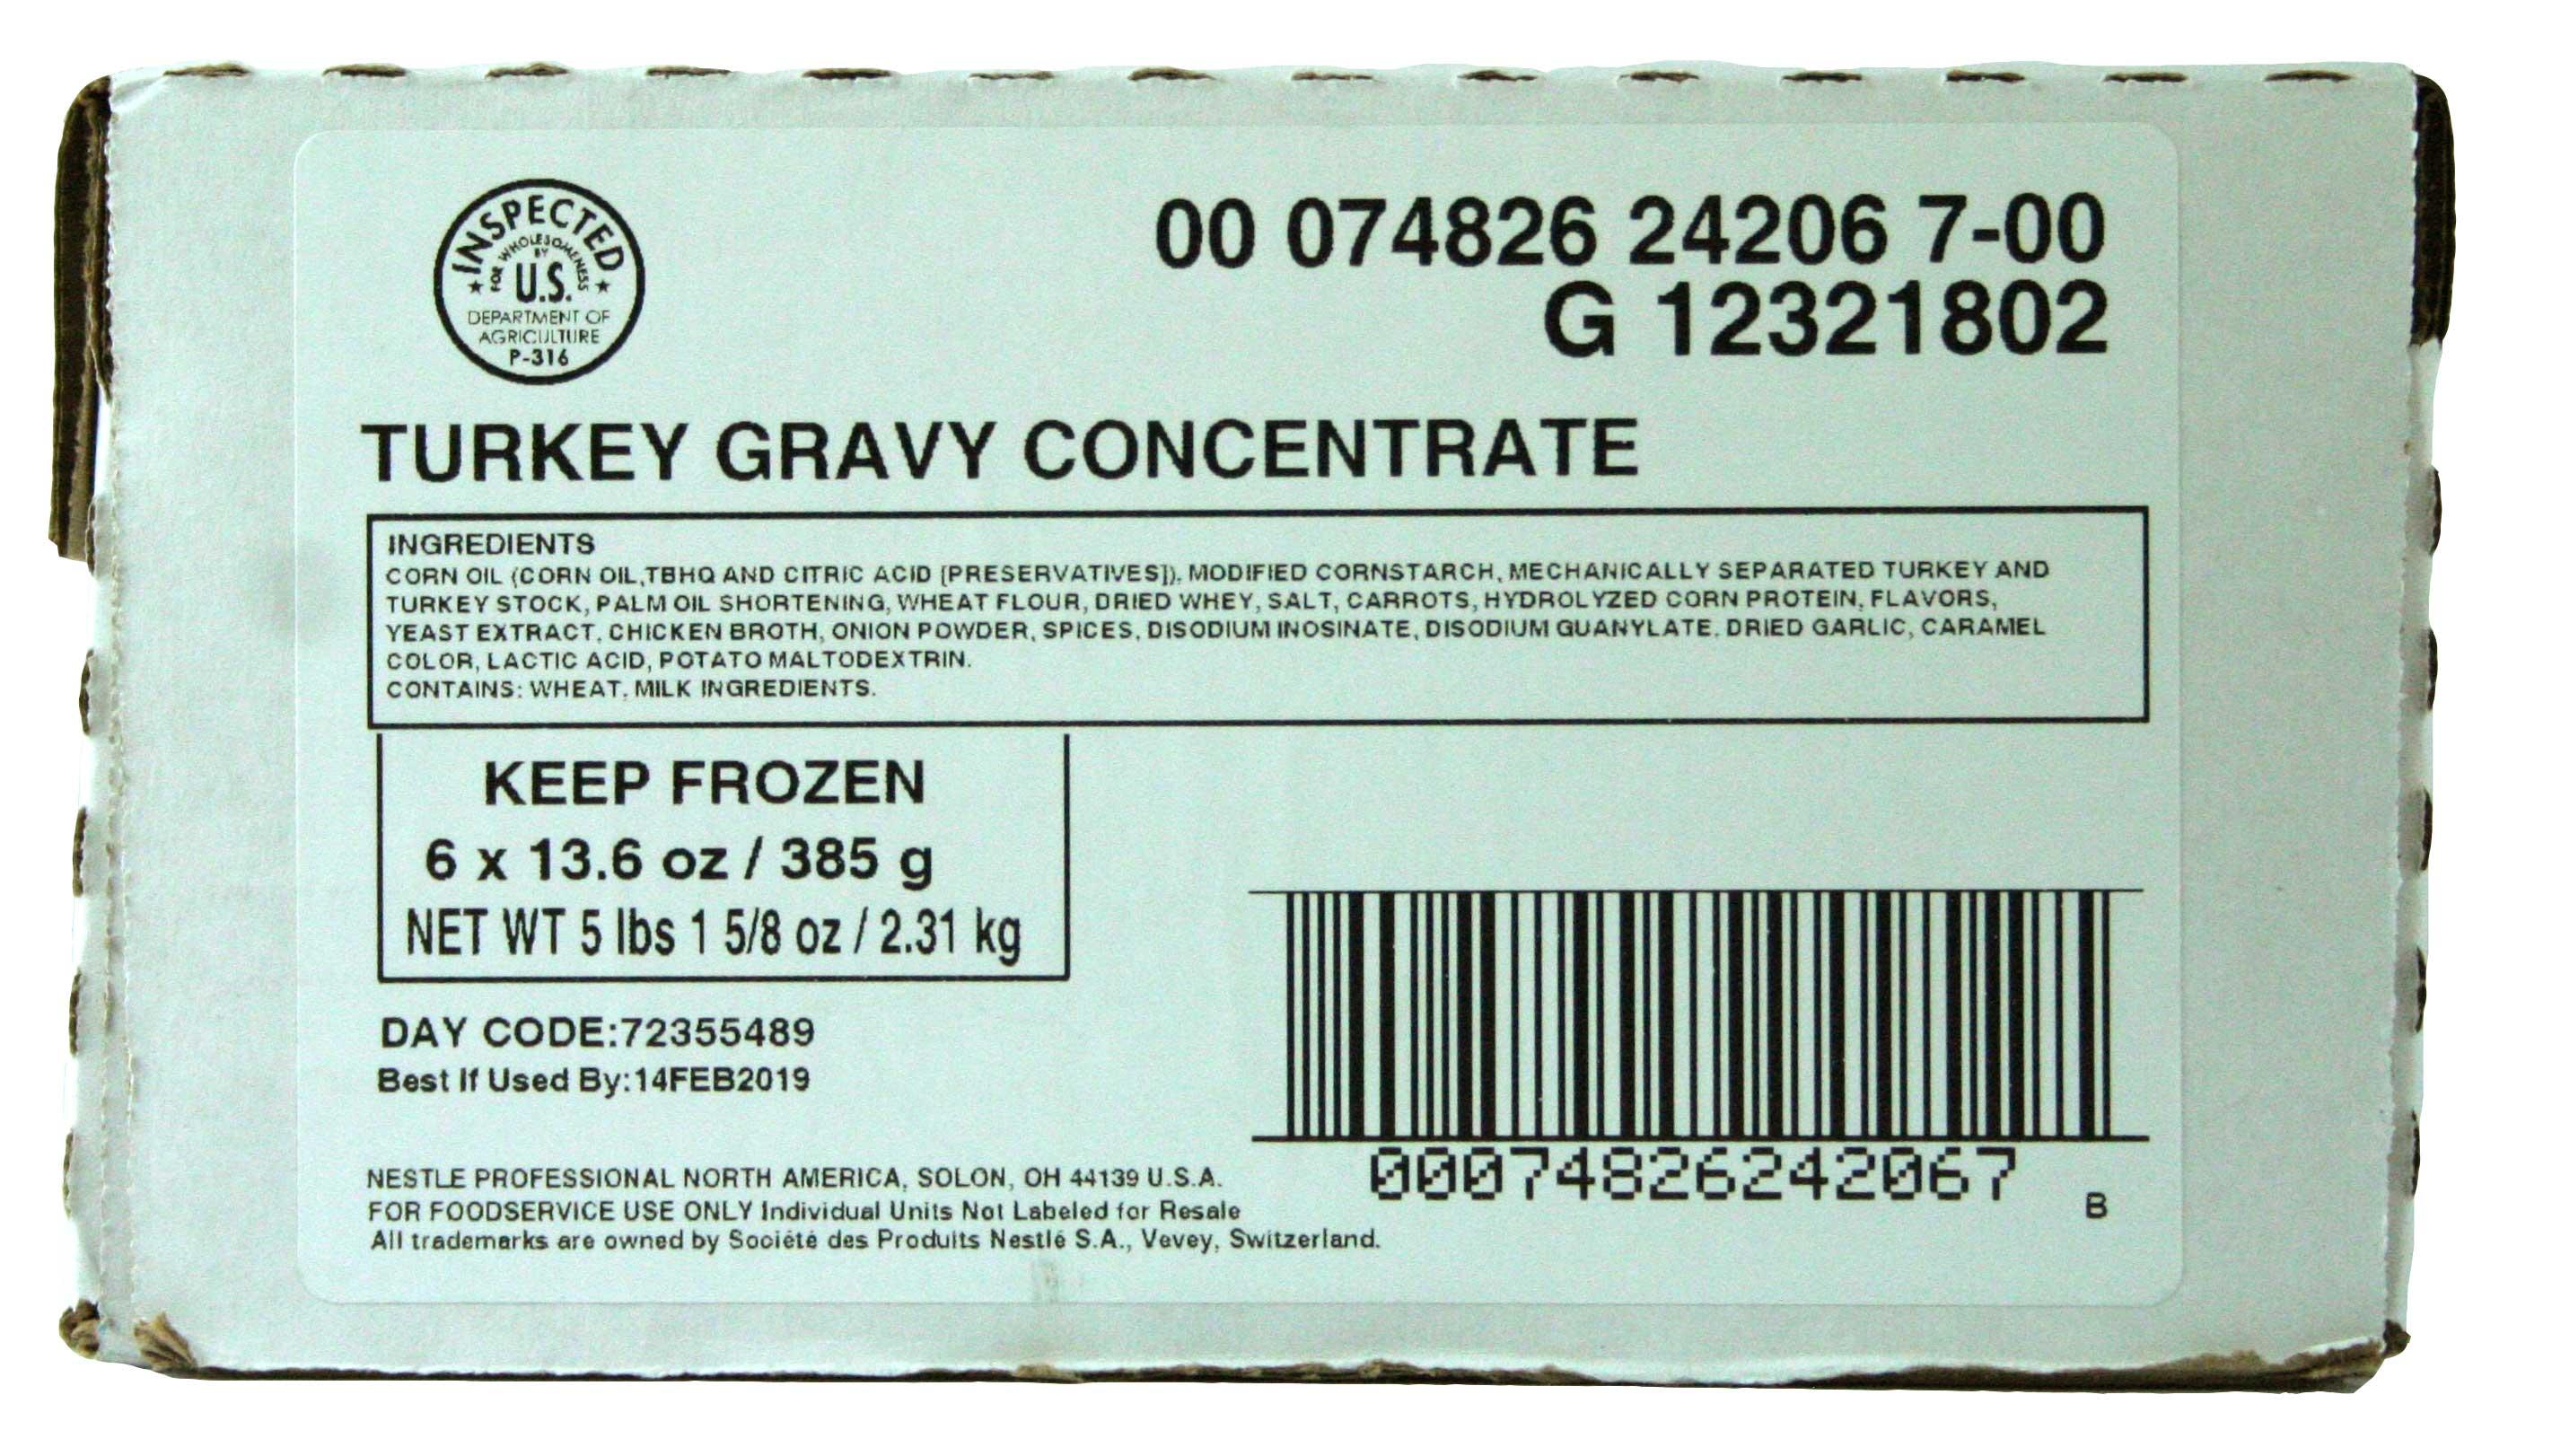 INSPECTED
FOR WHOLESOMENESS
BY
U.S.
DEPARTMENT OF
AGRICULTURE
P-316
00 074826 24206 7-00
G 12321802
TURKEY GRAVY CONCENTRATE
INGREDIENTS
CORN OIL (CORN OIL,TBHQ AND CITRIC ACID [PRESERVATIVES]), MODIFIED CORNSTARCH, MECHANICALLY SEPARATED TURKEY AND
TURKEY STOCK, PALM OIL SHORTENING, WHEAT FLOUR, DRIED WHEY, SALT, CARROTS, HYDROLYZED CORN PROTEIN, FLAVORS,
YEAST EXTRACT, CHICKEN BROTH, ONION POWDER, SPICES, DISODIUM INOSINATE, DISODIUM GUANYLATE, DRIED GARLIC, CARAMEL
COLOR, LACTIC ACID, POTATO MALTODEXTRIN.
CONTAINS: WHEAT, MILK INGREDIENTS.
KEEP FROZEN
6 x 13.6 oz / 385 g
NET WT 5 lbs 1 5/8 oz / 2.31 kg
DAY CODE:72355489
Best If Used By:14FEB2019
00074826242067
B
NESTLE PROFESSIONAL NORTH AMERICA, SOLON, OH 44139 U.S.A.
FOR FOODSERVICE USE ONLY Individual Units Not Labeled for Resale
All trademarks are owned by Société des Produits Nestlé S.A., Vevey, Switzerland.